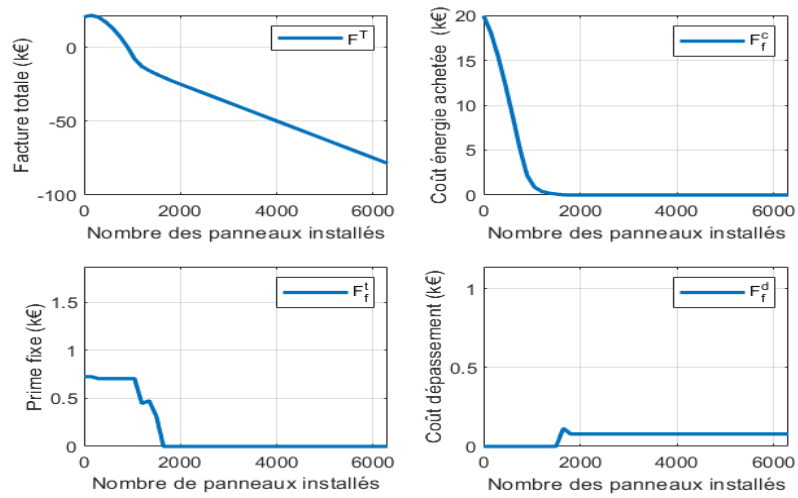 Facture totale (k€)
0
-50
-100
F^T
0
2000
4000
6000
Nombre des panneaux installés
Coût énergie achetée (k€)
20
15
10
5
0
F_f^c
0
2000
4000
6000
Nombre des panneaux installés
Prime fixe (k€)
1.5
1
0.5
0
F_f^t
0
2000
4000
6000
Nombre de panneaux installés
Coût dépassement (k€)
1
0.5
0
F_f^d
0
2000
4000
6000
Nombre de panneaux installés